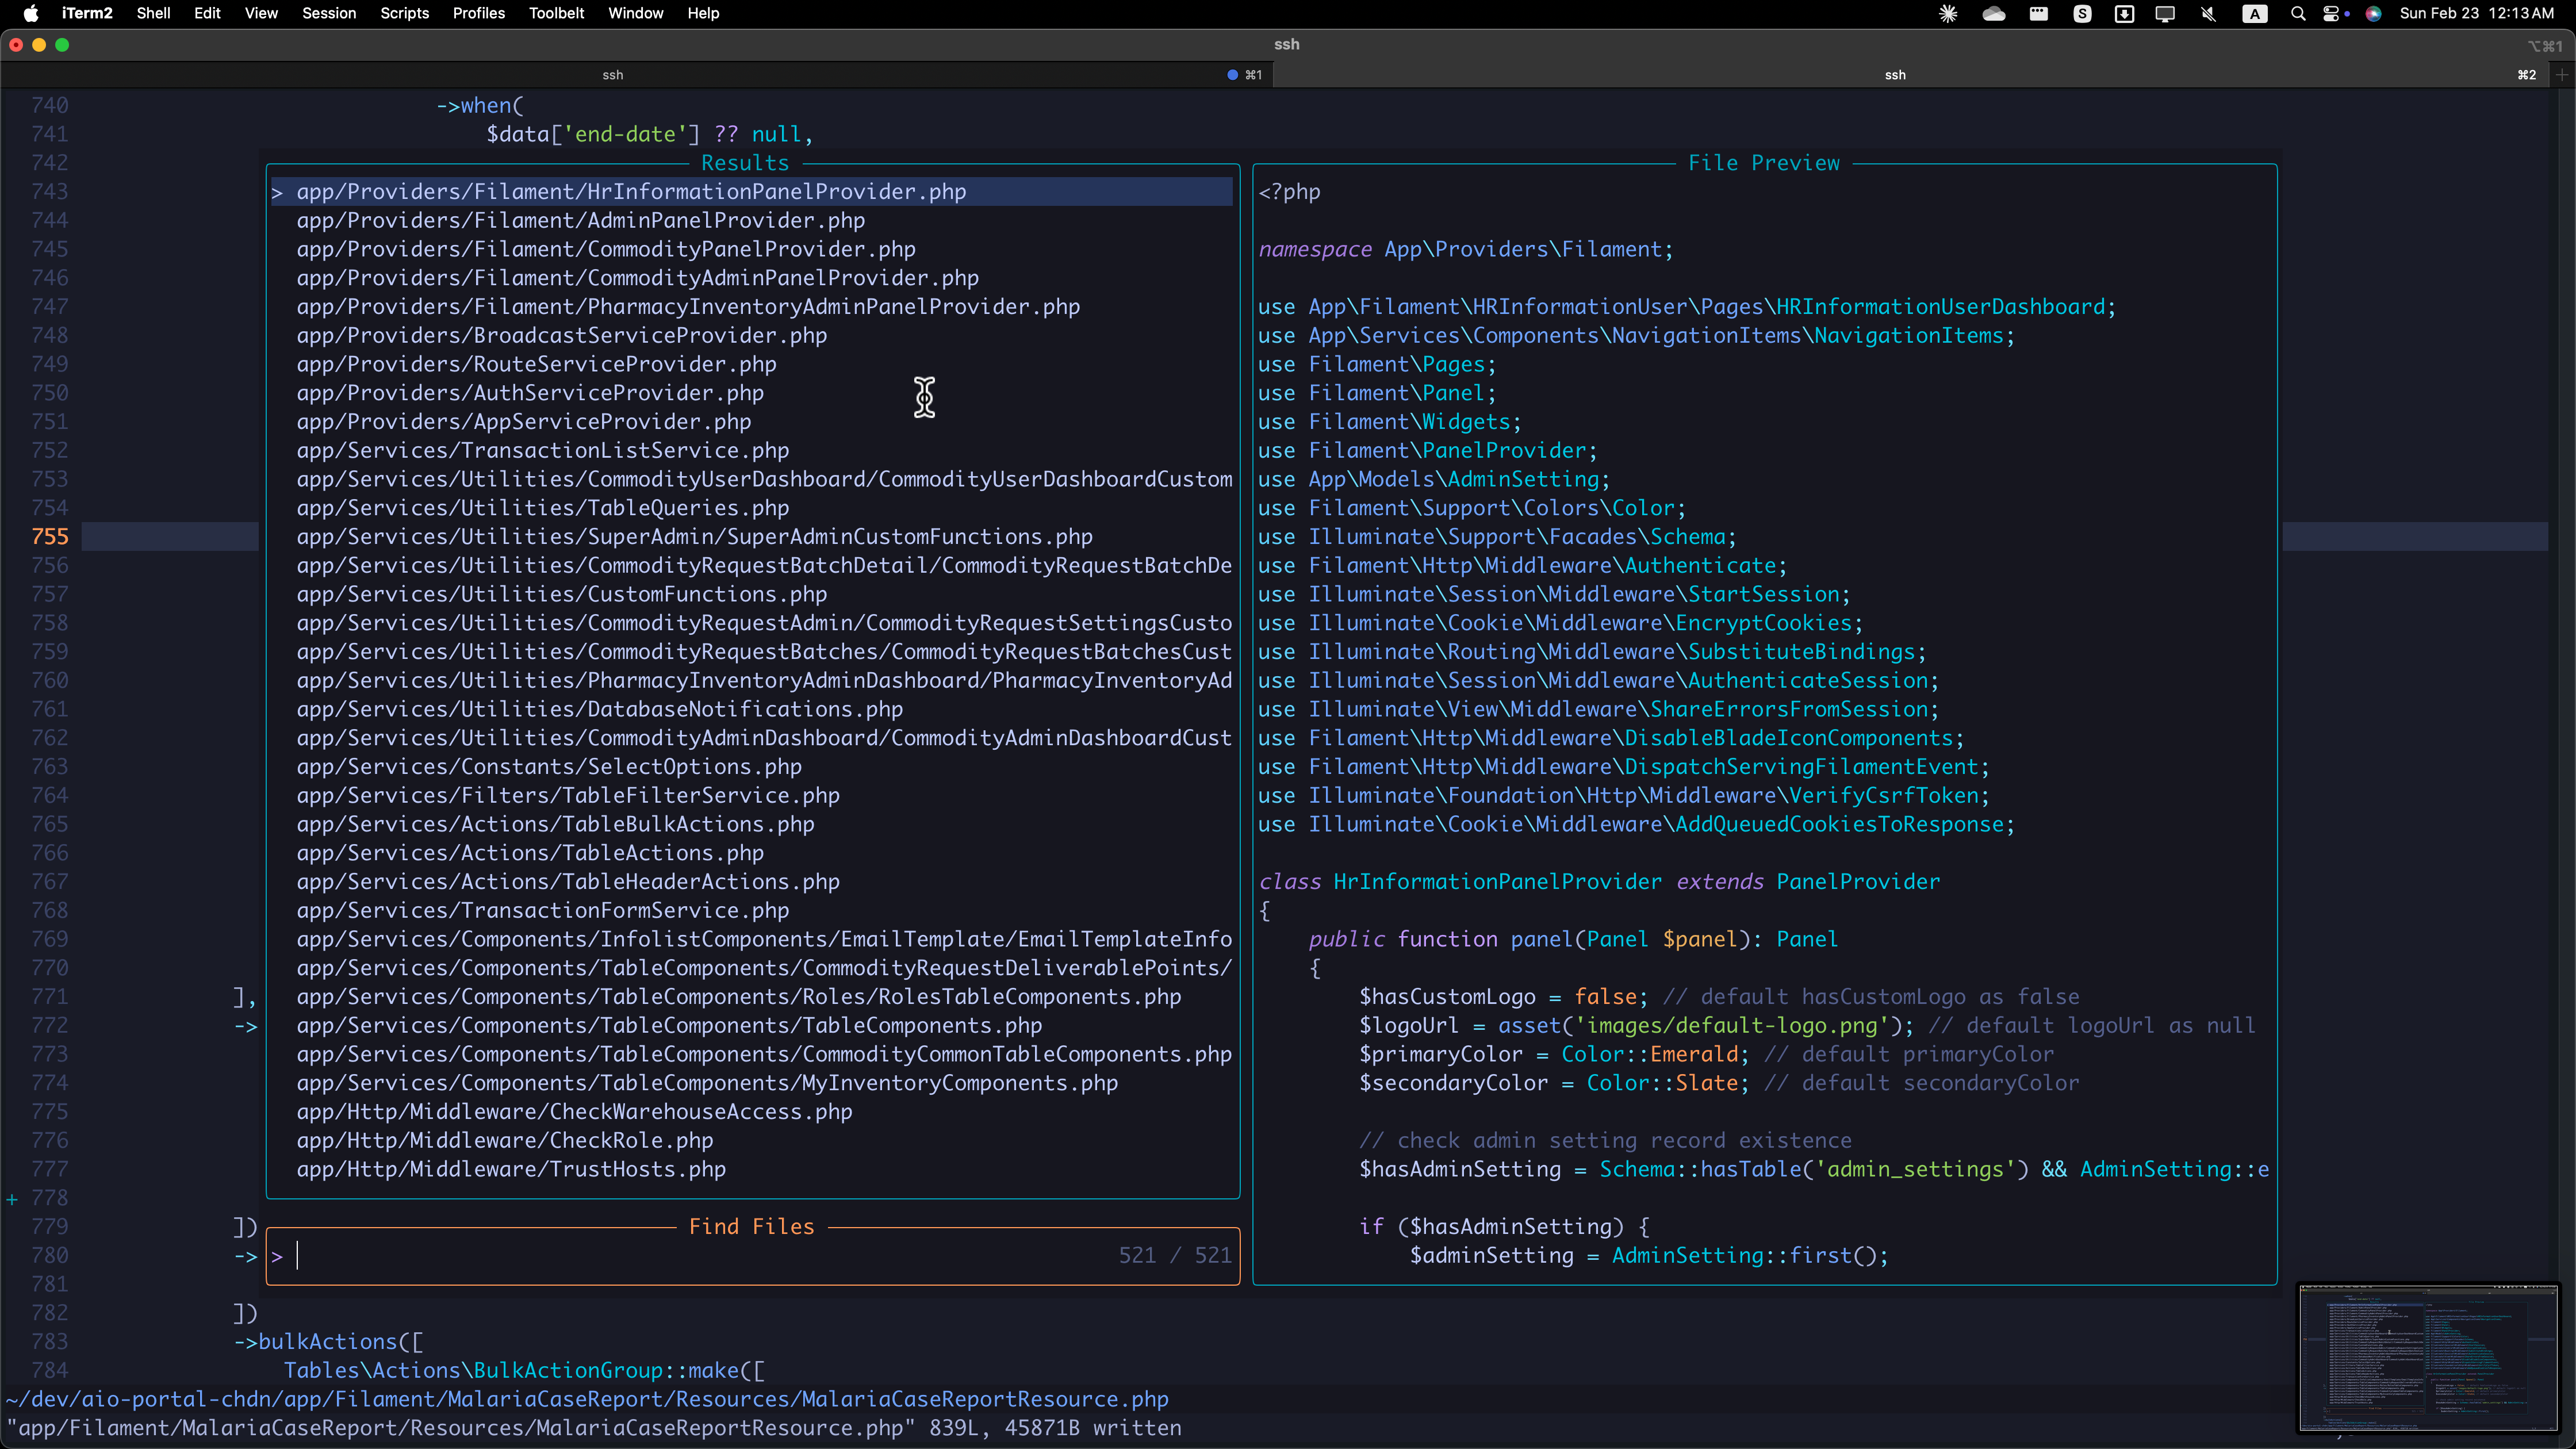 iTerm2 Shell Edit View Session Scripts Profiles Toolbelt Window Help S A Sun Feb 23 12:13 AM
ssh ⌥⌘1
ssh ⌘1 ssh ⌘2 +
740 ->when(
741 $data['end-date'] ?? null,
742
743
744
745
746
747
748
749
750
751
752
753
754
755
756
757
758
759
760
761
762
763
764
765
766
767
768
769
770
771 ],
772 ->
773
774
775
776
777
+ 778
779 ])
780 ->
781
782 ])
783 ->bulkActions([
784 Tables\Actions\BulkActionGroup::make([
Results
> app/Providers/Filament/HrInformationPanelProvider.php
app/Providers/Filament/AdminPanelProvider.php
app/Providers/Filament/CommodityPanelProvider.php
app/Providers/Filament/CommodityAdminPanelProvider.php
app/Providers/Filament/PharmacyInventoryAdminPanelProvider.php
app/Providers/BroadcastServiceProvider.php
app/Providers/RouteServiceProvider.php
app/Providers/AuthServiceProvider.php
app/Providers/AppServiceProvider.php
app/Services/TransactionListService.php
app/Services/Utilities/CommodityUserDashboard/CommodityUserDashboardCustom
app/Services/Utilities/TableQueries.php
app/Services/Utilities/SuperAdmin/SuperAdminCustomFunctions.php
app/Services/Utilities/CommodityRequestBatchDetail/CommodityRequestBatchDe
app/Services/Utilities/CustomFunctions.php
app/Services/Utilities/CommodityRequestAdmin/CommodityRequestSettingsCusto
app/Services/Utilities/CommodityRequestBatches/CommodityRequestBatchesCust
app/Services/Utilities/PharmacyInventoryAdminDashboard/PharmacyInventoryAd
app/Services/Utilities/DatabaseNotifications.php
app/Services/Utilities/CommodityAdminDashboard/CommodityAdminDashboardCust
app/Services/Constants/SelectOptions.php
app/Services/Filters/TableFilterService.php
app/Services/Actions/TableBulkActions.php
app/Services/Actions/TableActions.php
app/Services/Actions/TableHeaderActions.php
app/Services/TransactionFormService.php
app/Services/Components/InfolistComponents/EmailTemplate/EmailTemplateInfo
app/Services/Components/TableComponents/CommodityRequestDeliverablePoints/
app/Services/Components/TableComponents/Roles/RolesTableComponents.php
app/Services/Components/TableComponents/TableComponents.php
app/Services/Components/TableComponents/CommodityCommonTableComponents.php
app/Services/Components/TableComponents/MyInventoryComponents.php
app/Http/Middleware/CheckWarehouseAccess.php
app/Http/Middleware/CheckRole.php
app/Http/Middleware/TrustHosts.php
Find Files
> 521 / 521
File Preview
<?php
namespace App\Providers\Filament;
use App\Filament\HRInformationUser\Pages\HRInformationUserDashboard;
use App\Services\Components\NavigationItems\NavigationItems;
use Filament\Pages;
use Filament\Panel;
use Filament\Widgets;
use Filament\PanelProvider;
use App\Models\AdminSetting;
use Filament\Support\Colors\Color;
use Illuminate\Support\Facades\Schema;
use Filament\Http\Middleware\Authenticate;
use Illuminate\Session\Middleware\StartSession;
use Illuminate\Cookie\Middleware\EncryptCookies;
use Illuminate\Routing\Middleware\SubstituteBindings;
use Illuminate\Session\Middleware\AuthenticateSession;
use Illuminate\View\Middleware\ShareErrorsFromSession;
use Filament\Http\Middleware\DisableBladeIconComponents;
use Filament\Http\Middleware\DispatchServingFilamentEvent;
use Illuminate\Foundation\Http\Middleware\VerifyCsrfToken;
use Illuminate\Cookie\Middleware\AddQueuedCookiesToResponse;
class HrInformationPanelProvider extends PanelProvider
{
public function panel(Panel $panel): Panel
{
$hasCustomLogo = false; // default hasCustomLogo as false
$logoUrl = asset('images/default-logo.png'); // default logoUrl as null
$primaryColor = Color::Emerald; // default primaryColor
$secondaryColor = Color::Slate; // default secondaryColor
// check admin setting record existence
$hasAdminSetting = Schema::hasTable('admin_settings') && AdminSetting::e
if ($hasAdminSetting) {
$adminSetting = AdminSetting::first();
~/dev/aio-portal-chdn/app/Filament/MalariaCaseReport/Resources/MalariaCaseReportResource.php
"app/Filament/MalariaCaseReport/Resources/MalariaCaseReportResource.php" 839L, 45871B written